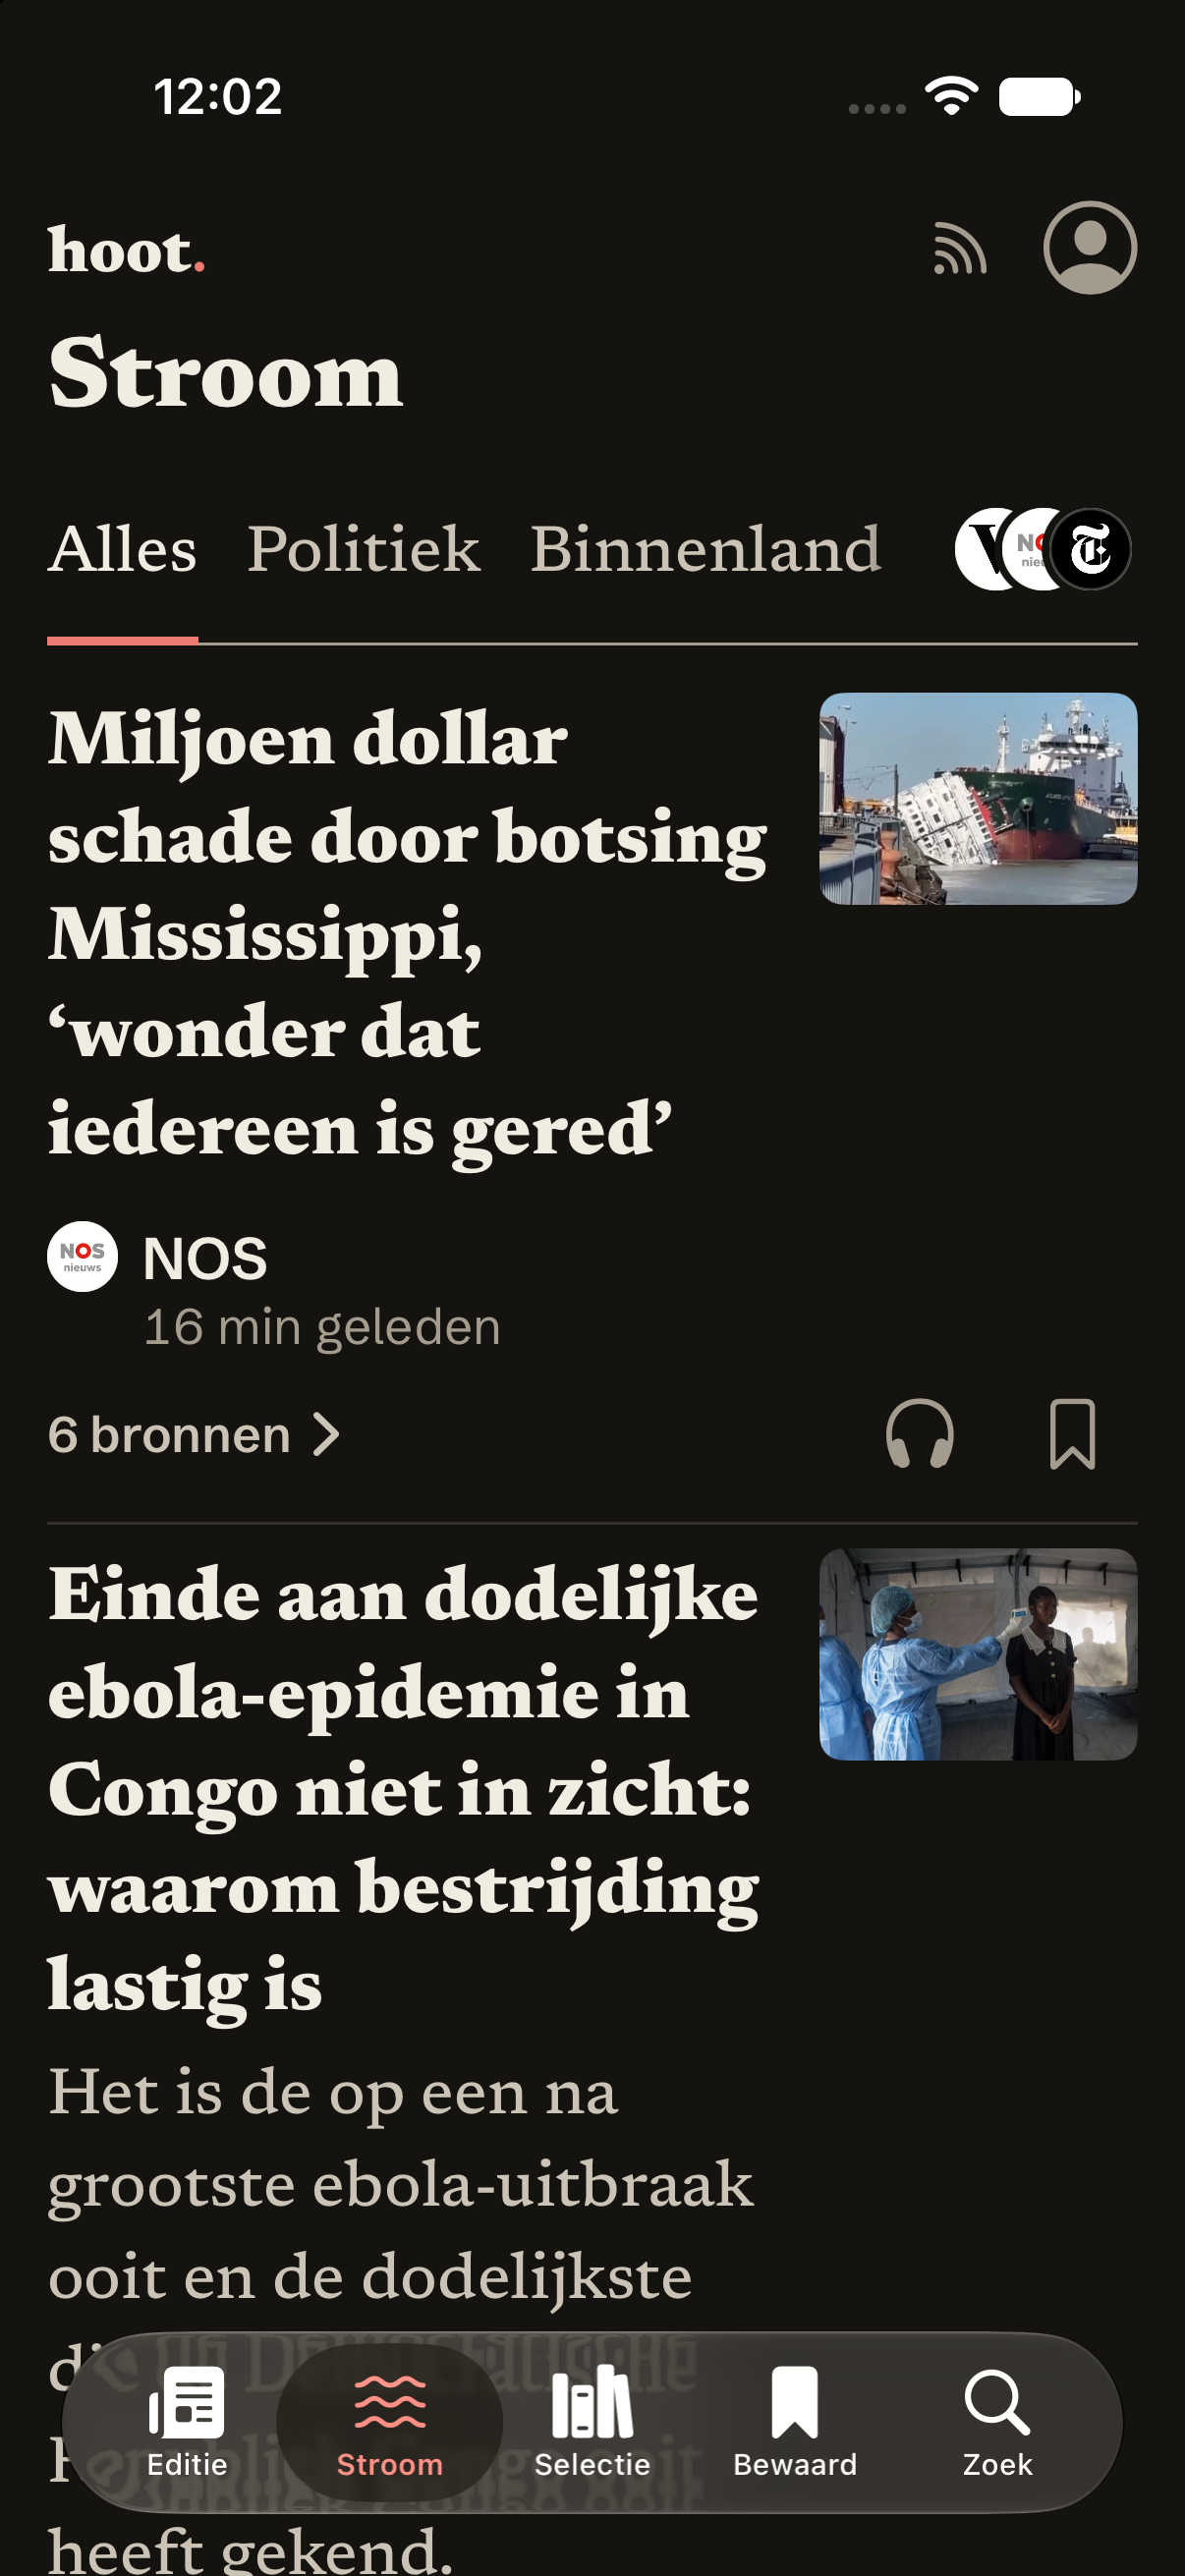 12:02
hoot.
Stroom
Alles Politiek Binnenland
Miljoen dollar
schade door botsing
Mississippi,
‘wonder dat
iedereen is gered’
NOS
nieuws
NOS
16 min geleden
6 bronnen
Einde aan dodelijke
ebola-epidemie in
Congo niet in zicht:
waarom bestrijding
lastig is
Het is de op een na
grootste ebola-uitbraak
ooit en de dodelijkste
heeft gekend.
Editie Stroom Selectie Bewaard Zoek